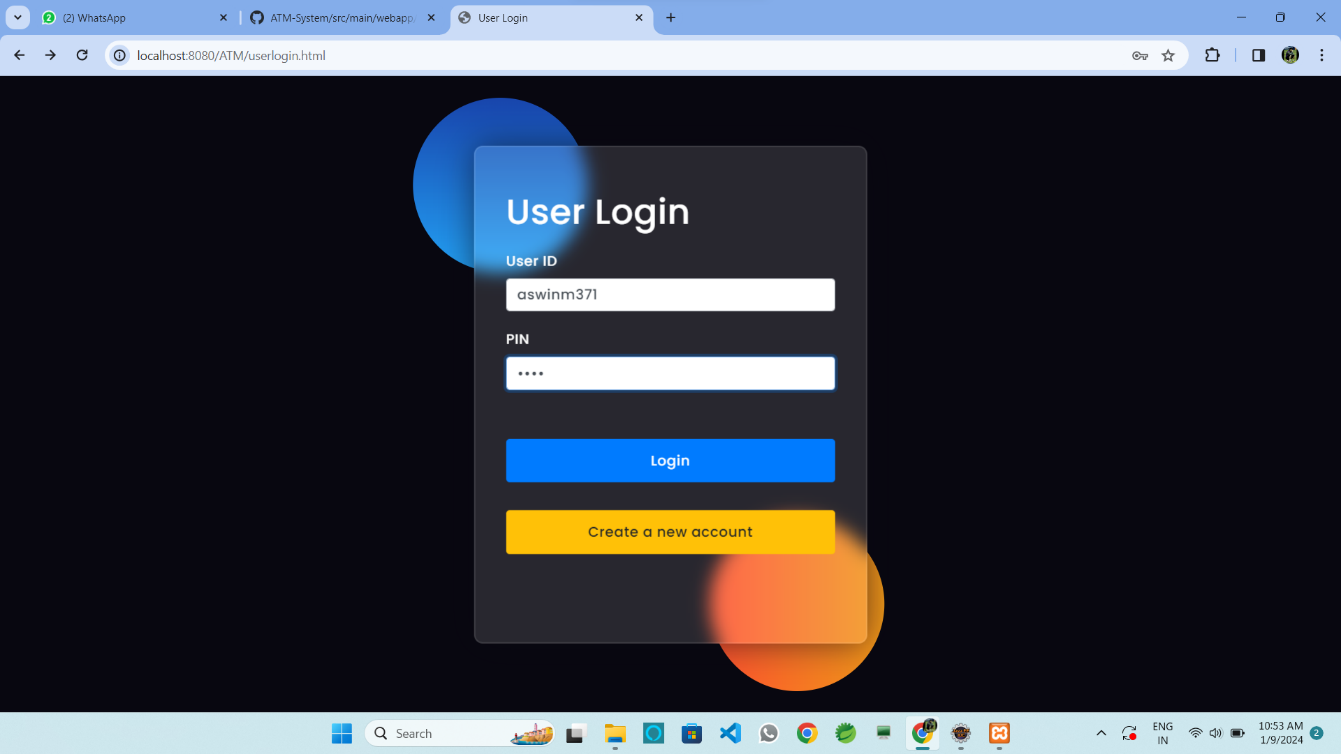 (2) WhatsApp
ATM-System/src/main/webapp/
User Login
localhost:8080/ATM/userlogin.html
User Login
User ID
aswinm371
PIN
••••
Login
Create a new account
Search
ENG
IN
10:53 AM
1/9/2024
2